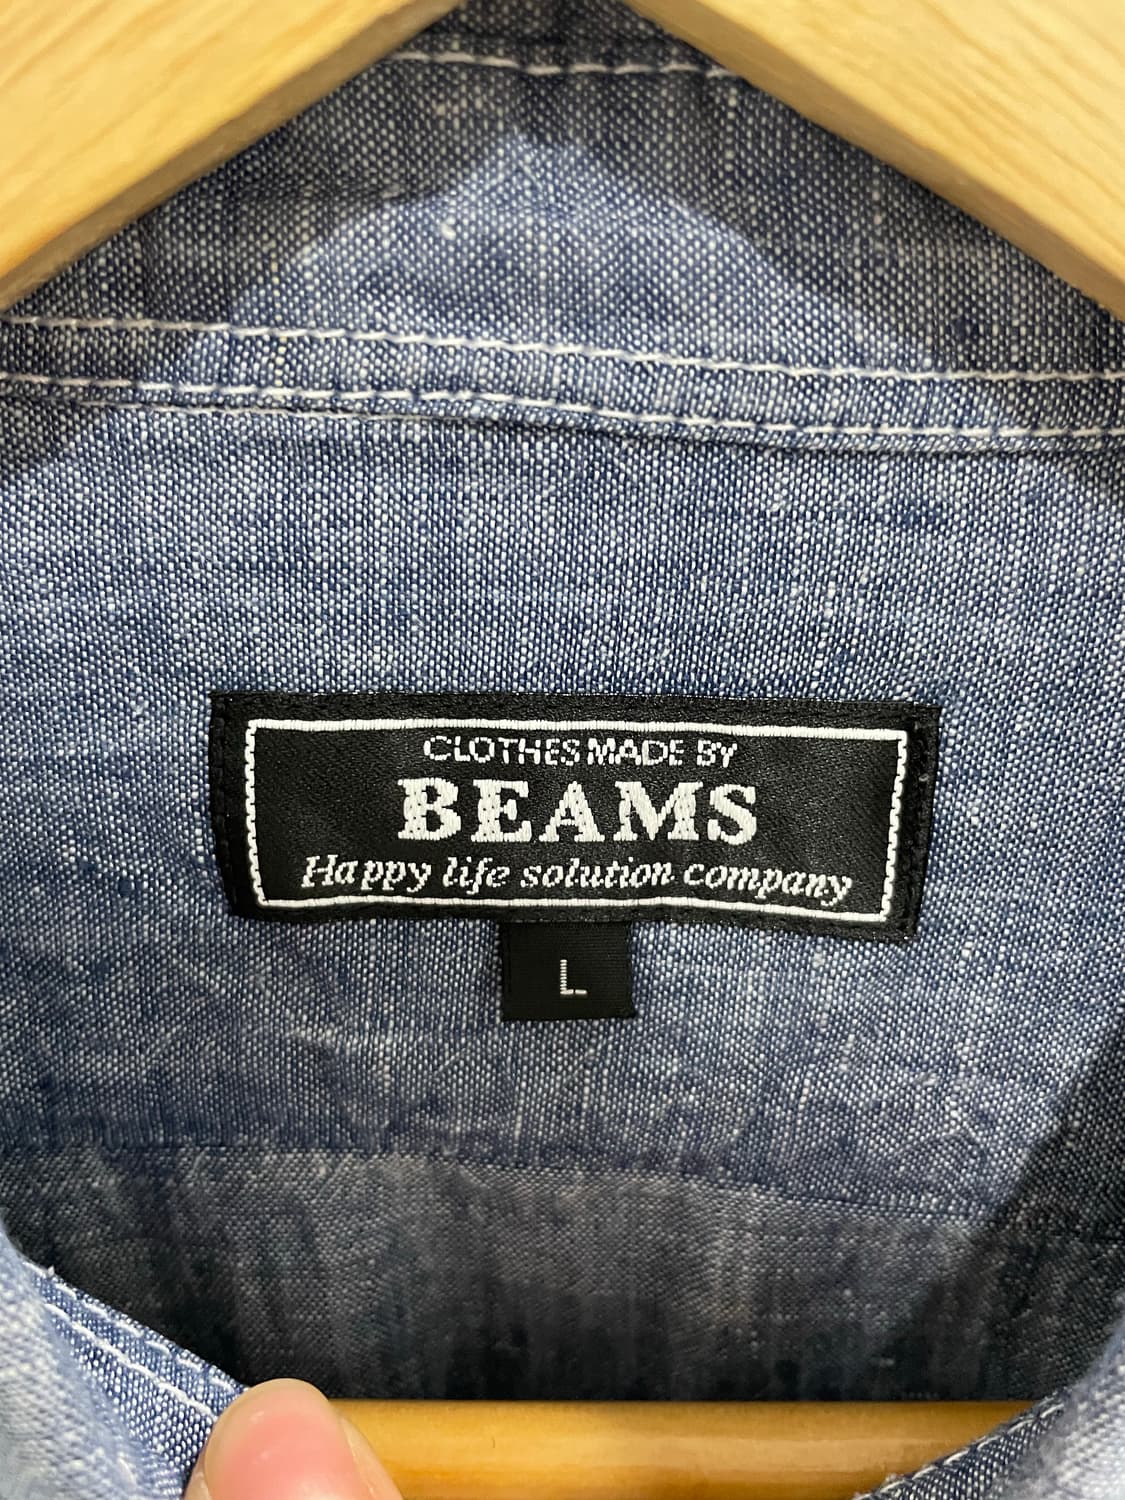 CLOTHES MADE BY
BEAMS
Happy life solution company
L